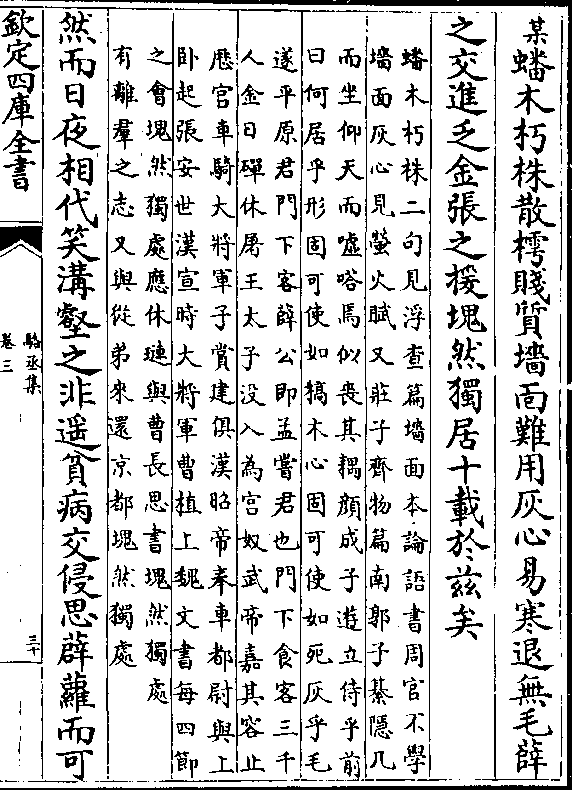 某蟠木朽株散樗賤質墻面難用灰心易寒退無毛薛
之交進乏金張之援塊然獨居十載於兹矣
蟠木朽株二句見浮查篇墻面本論語書周官不學
墻面灰心見螢火賦又莊子齊物篇南郭子綦隱几
而坐仰天而噓嗒焉似喪其耦顔成子遊立侍乎前
曰何居乎形固可使如槁木心固可使如死灰乎毛
遂平原君門下客薛公即孟嘗君也門下食客三千
人金日磾休屠王太子没入為宫奴武帝嘉其容止
厯官車騎大將軍子賞建俱漢昭帝奉車都尉與上
卧起張安世漢宣時大將軍曹植上魏文書每四節
之會塊然獨處應休璉與曹長思書塊然獨處
有離羣之志又與從弟來還京都塊然獨處
然而日夜相代笑溝壑之非遥貧病交侵思薜蘿而可
欽定四庫全書
駱丞集
卷三
三十